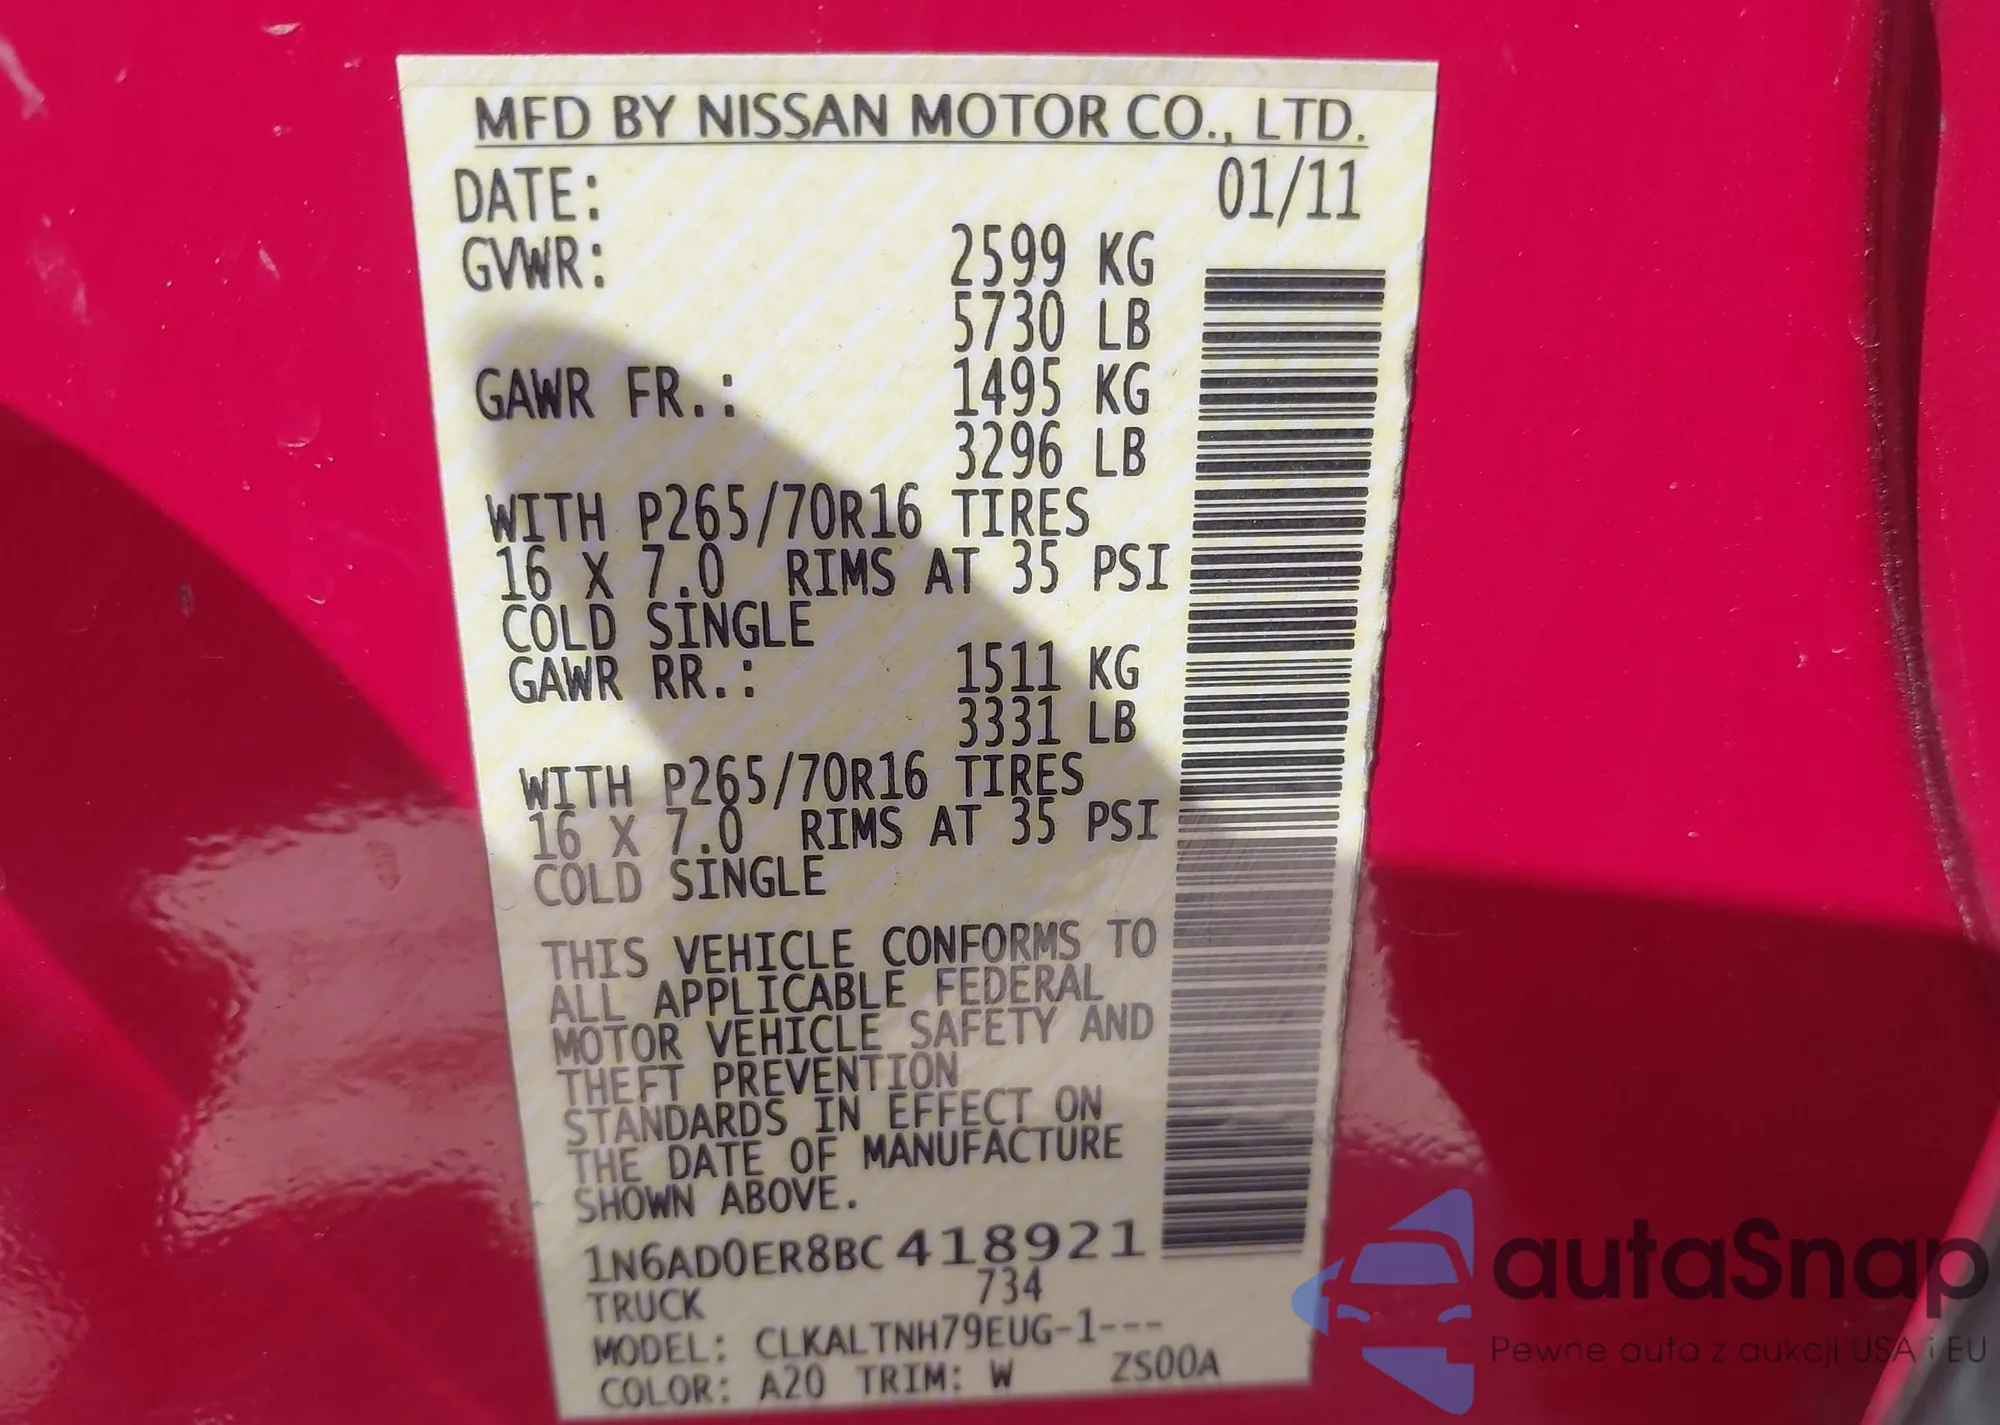 MFD BY NISSAN MOTOR CO., LTD.
DATE: 01/11
GVWR: 2599 KG
5730 LB
GAWR FR.: 1495 KG
3296 LB
WITH P265/70R16 TIRES
16 X 7.0 RIMS AT 35 PSI
COLD SINGLE
GAWR RR.: 1511 KG
3331 LB
WITH P265/70R16 TIRES
16 X 7.0 RIMS AT 35 PSI
COLD SINGLE
THIS VEHICLE CONFORMS TO
ALL APPLICABLE FEDERAL
MOTOR VEHICLE SAFETY AND
THEFT PREVENTION
STANDARDS IN EFFECT ON
THE DATE OF MANUFACTURE
SHOWN ABOVE.
1N6AD0ER8BC418921
TRUCK 734
MODEL: CLKALTNH79EUG-1---
COLOR: A20 TRIM: W ZS00A
autaSnap
Pewne auta z aukcji USA i EU